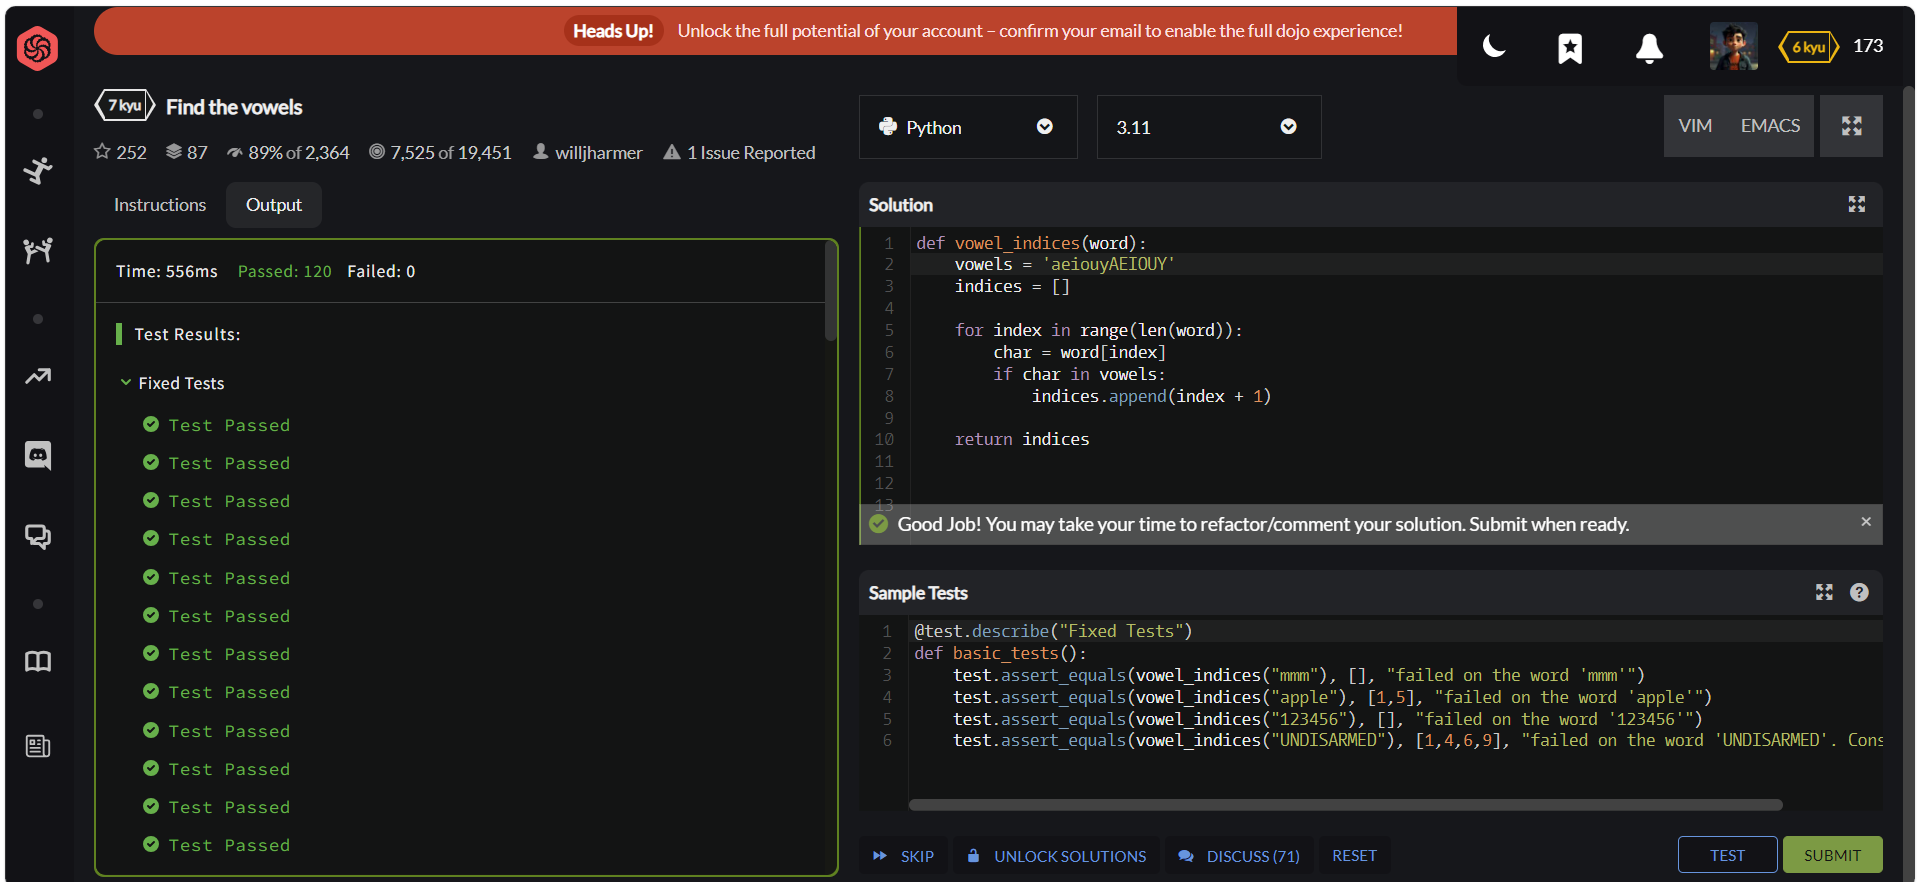 Heads Up! Unlock the full potential of your account – confirm your email to enable the full dojo experience!
6 kyu 173
7 kyu Find the vowels
252 87 89% of 2,364 7,525 of 19,451 willjharmer 1 Issue Reported
Instructions Output
Time: 556ms Passed: 120 Failed: 0
Test Results:
Fixed Tests
Test Passed
Test Passed
Test Passed
Test Passed
Test Passed
Test Passed
Test Passed
Test Passed
Test Passed
Test Passed
Test Passed
Test Passed
Python 3.11 VIM EMACS
Solution
1 def vowel_indices(word):
2     vowels = 'aeiouyAEIOUY'
3     indices = []
4
5     for index in range(len(word)):
6         char = word[index]
7         if char in vowels:
8             indices.append(index + 1)
9
10     return indices
11
12
13
Good Job! You may take your time to refactor/comment your solution. Submit when ready.
Sample Tests
1 @test.describe("Fixed Tests")
2 def basic_tests():
3     test.assert_equals(vowel_indices("mmm"), [], "failed on the word 'mmm'")
4     test.assert_equals(vowel_indices("apple"), [1,5], "failed on the word 'apple'")
5     test.assert_equals(vowel_indices("123456"), [], "failed on the word '123456'")
6     test.assert_equals(vowel_indices("UNDISARMED"), [1,4,6,9], "failed on the word 'UNDISARMED'. Cons
SKIP UNLOCK SOLUTIONS DISCUSS (71) RESET TEST SUBMIT